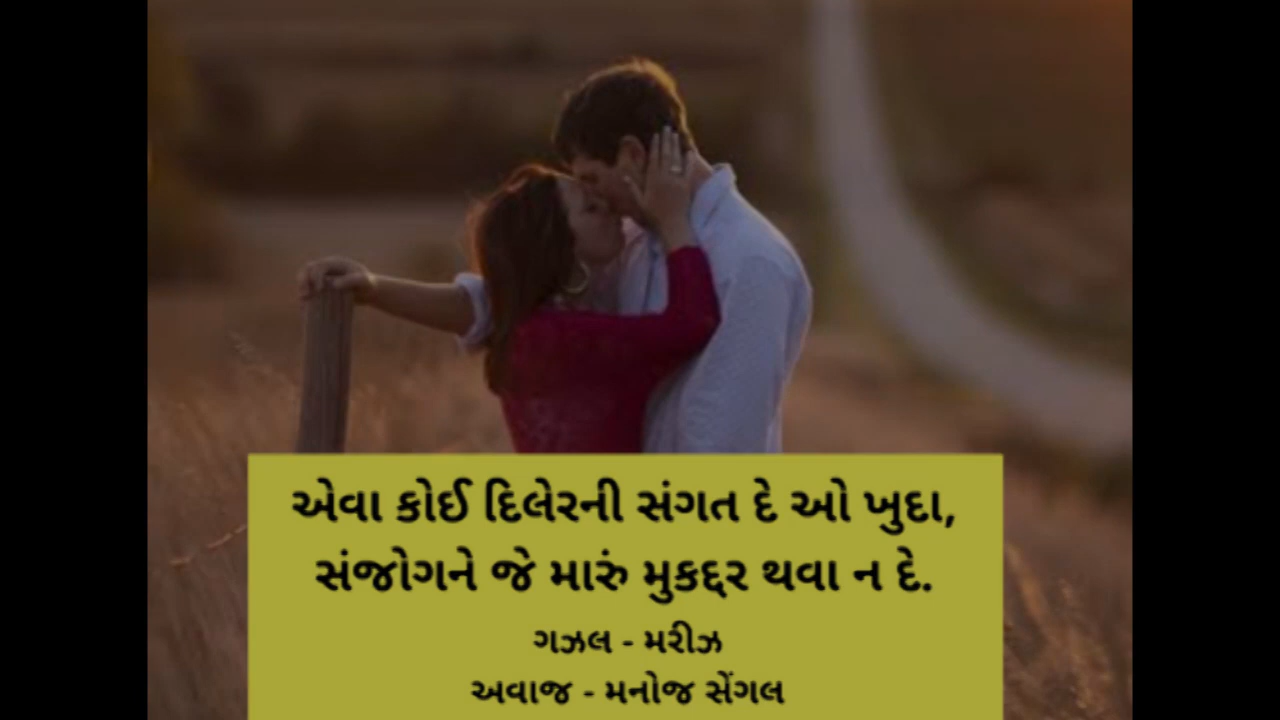 એવા કોઈ દિલેરની સંગત દે ઓ ખુદા,
સંજોગને જે મારું મુકદ્દર થવા ન દે.
ગઝલ - મરીઝ
અવાજ - મનોજ સેંગલ